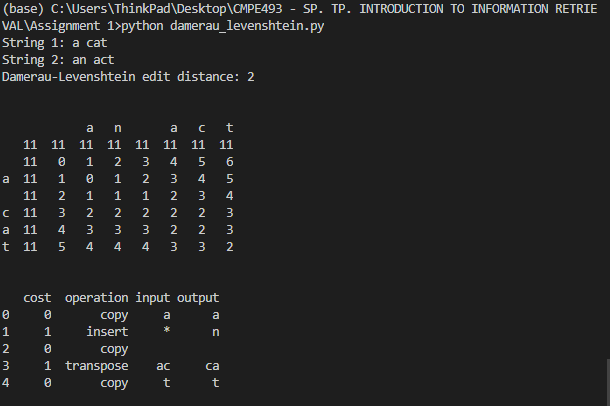 (base) C:\Users\ThinkPad\Desktop\CMPE493 - SP. TP. INTRODUCTION TO INFORMATION RETRIE
VAL\Assignment 1>python damerau_levenshtein.py
String 1: a cat
String 2: an act
Damerau-Levenshtein edit distance: 2
a n a c t
11 11 11 11 11 11 11 11
11 0 1 2 3 4 5 6
a 11 1 0 1 2 3 4 5
11 2 1 1 1 2 3 4
c 11 3 2 2 2 2 2 3
a 11 4 3 3 3 2 2 3
t 11 5 4 4 4 3 3 2
cost operation input output
0 0 copy a a
1 1 insert * n
2 0 copy
3 1 transpose ac ca
4 0 copy t t